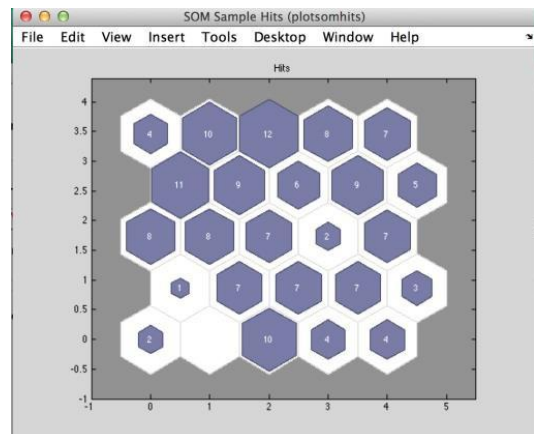 SOM Sample Hits (plotsomhits)
File Edit View Insert Tools Desktop Window Help
Hits
4
3.5
3
2.5
2
1.5
1
0.5
0
-0.5
-1
4 10 12 8 7
11 9 6 9 5
8 8 7 2 7
1 7 7 7 3
2 10 4 4
-1 0 1 2 3 4 5